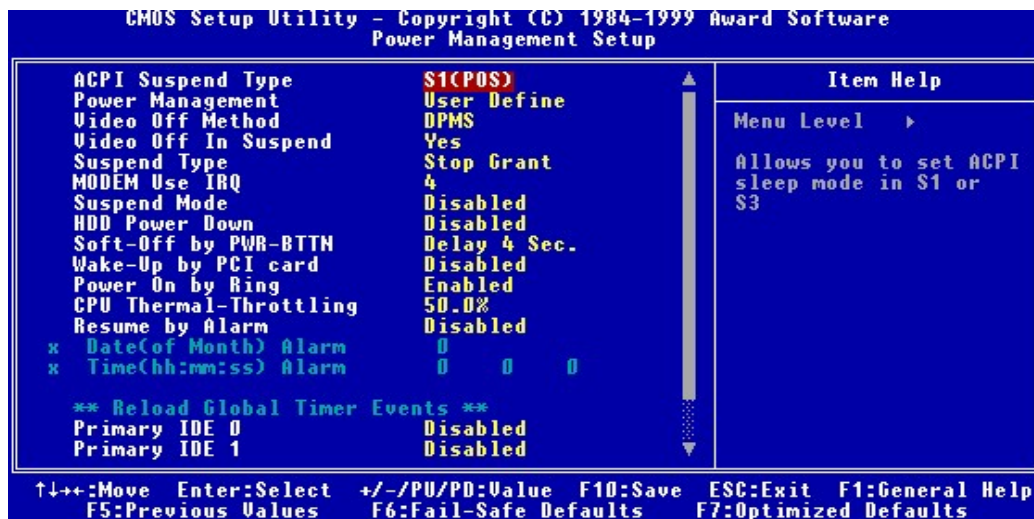 CMOS Setup Utility - Copyright (C) 1984-1999 Award Software
Power Management Setup
ACPI Suspend Type S1(POS)
Power Management User Define
Video Off Method DPMS
Video Off In Suspend Yes
Suspend Type Stop Grant
MODEM Use IRQ 4
Suspend Mode Disabled
HDD Power Down Disabled
Soft-Off by PWR-BTTN Delay 4 Sec.
Wake-Up by PCI card Disabled
Power On by Ring Enabled
CPU Thermal-Throttling 50.0%
Resume by Alarm Disabled
x Date(of Month) Alarm 0
x Time(hh:mm:ss) Alarm 0 0 0
** Reload Global Timer Events **
Primary IDE 0 Disabled
Primary IDE 1 Disabled
Item Help
Menu Level ▸
Allows you to set ACPI
sleep mode in S1 or
S3
↑↓→←:Move Enter:Select +/-/PU/PD:Value F10:Save ESC:Exit F1:General Help
F5:Previous Values F6:Fail-Safe Defaults F7:Optimized Defaults